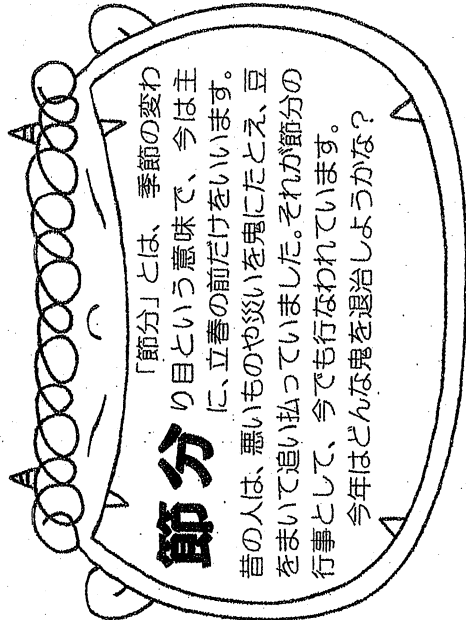 節分
「節分」とは、季節の変わ
り目という意味で、今は主
に、立春の前だけをいいます。
昔の人は、悪いものや災いを鬼にたとえ、豆
をまいて追い払っていました。それが節分の
行事として、今でも行なわれています。
今年はどんな鬼を退治しようかな？